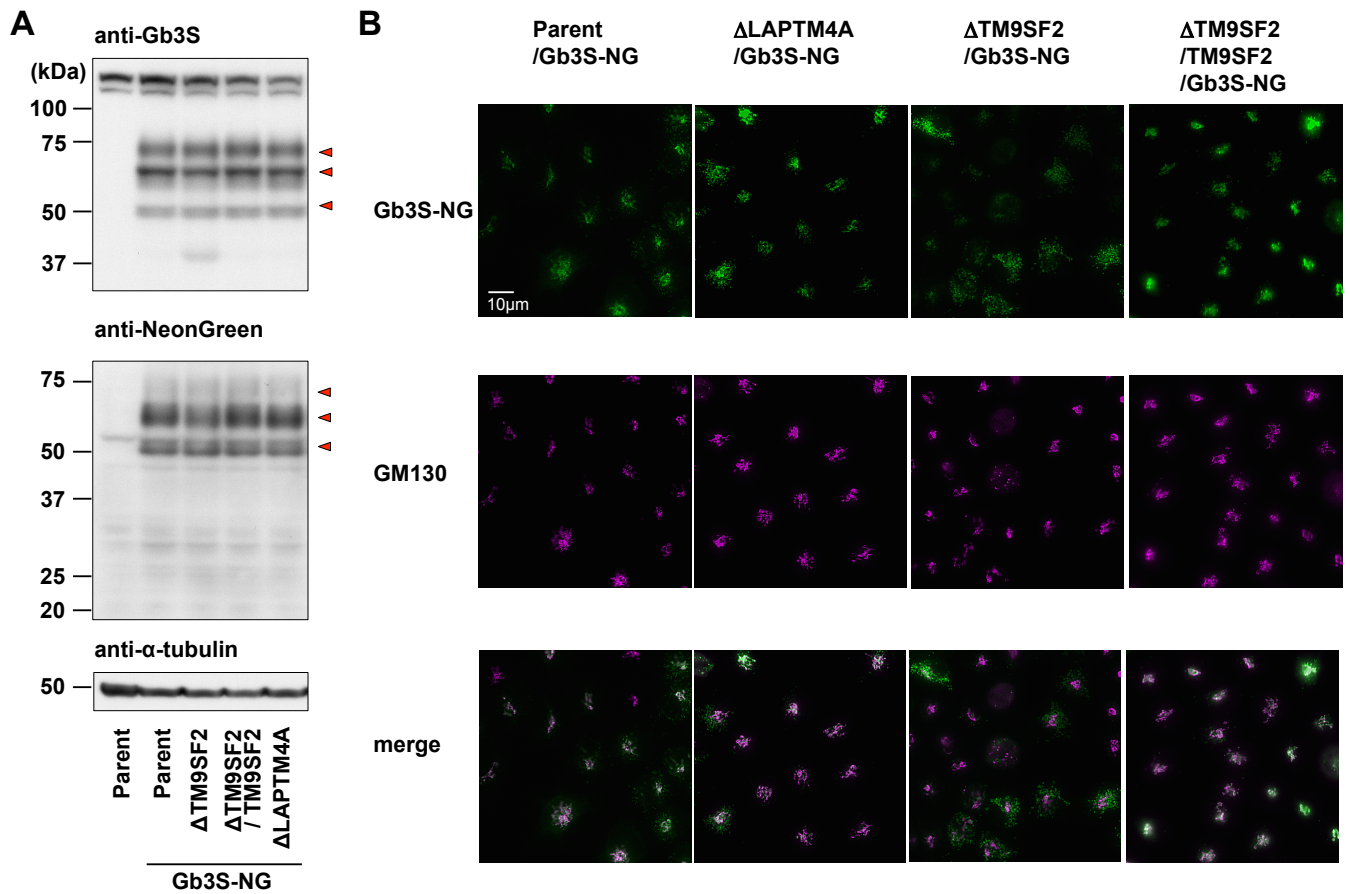 A
anti-Gb3S
(kDa)
100
75
50
37
anti-NeonGreen
75
50
37
25
20
anti-α-tubulin
50
Parent
Parent
ΔTM9SF2
ΔTM9SF2
/ TM9SF2
ΔLAPTM4A
Gb3S-NG
B
Parent
/Gb3S-NG
ΔLAPTM4A
/Gb3S-NG
ΔTM9SF2
/Gb3S-NG
ΔTM9SF2
/TM9SF2
/Gb3S-NG
Gb3S-NG
10μm
GM130
merge